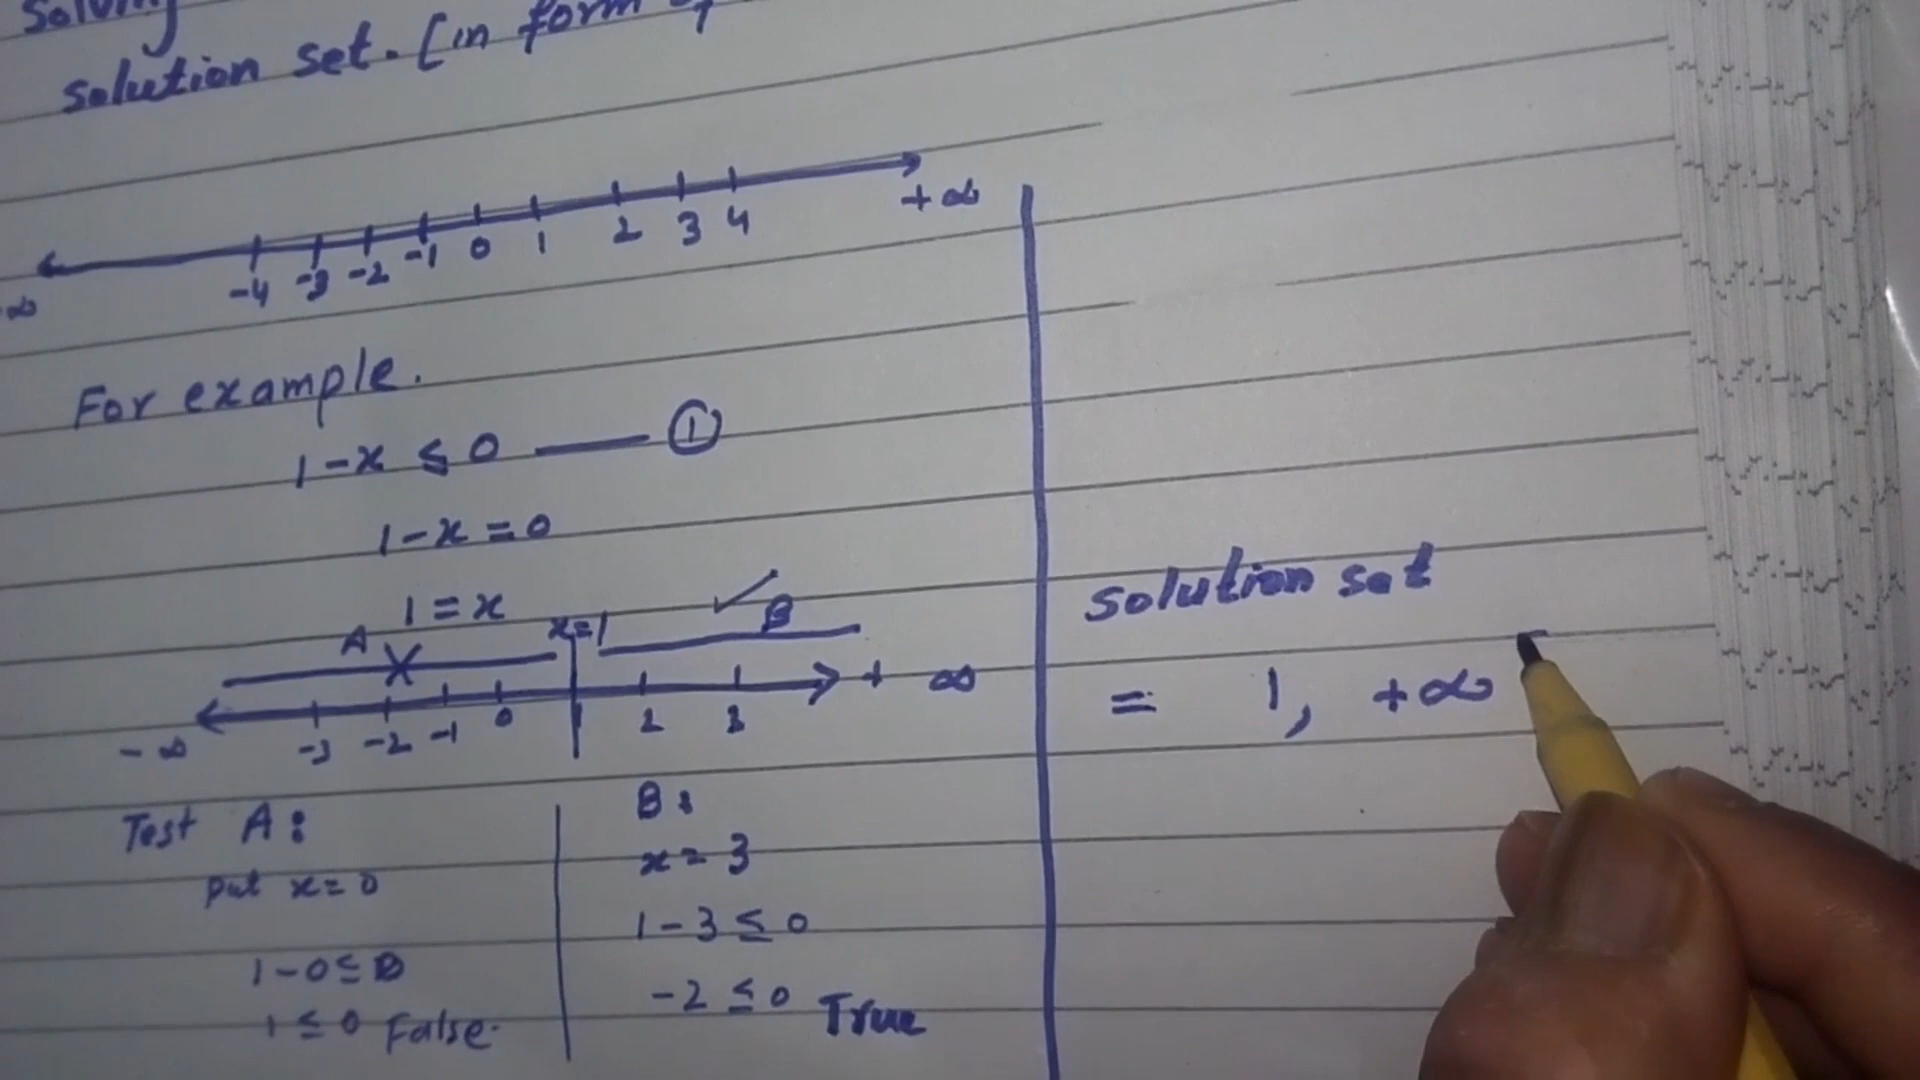 Solving
solution set. [in form of
-∞ -4 -3 -2 -1 0 1 2 3 4 +∞
For example.
1-x ≤ 0 — ①
1-x = 0
1 = x
A x=1 B
-∞ -3 -2 -1 0 1 2 3 + ∞
Test A:
put x=0
1-0≤0
1 ≤ 0 False.
B:
x=3
1-3 ≤ 0
-2 ≤ 0 True
Solution set
= 1, +∞